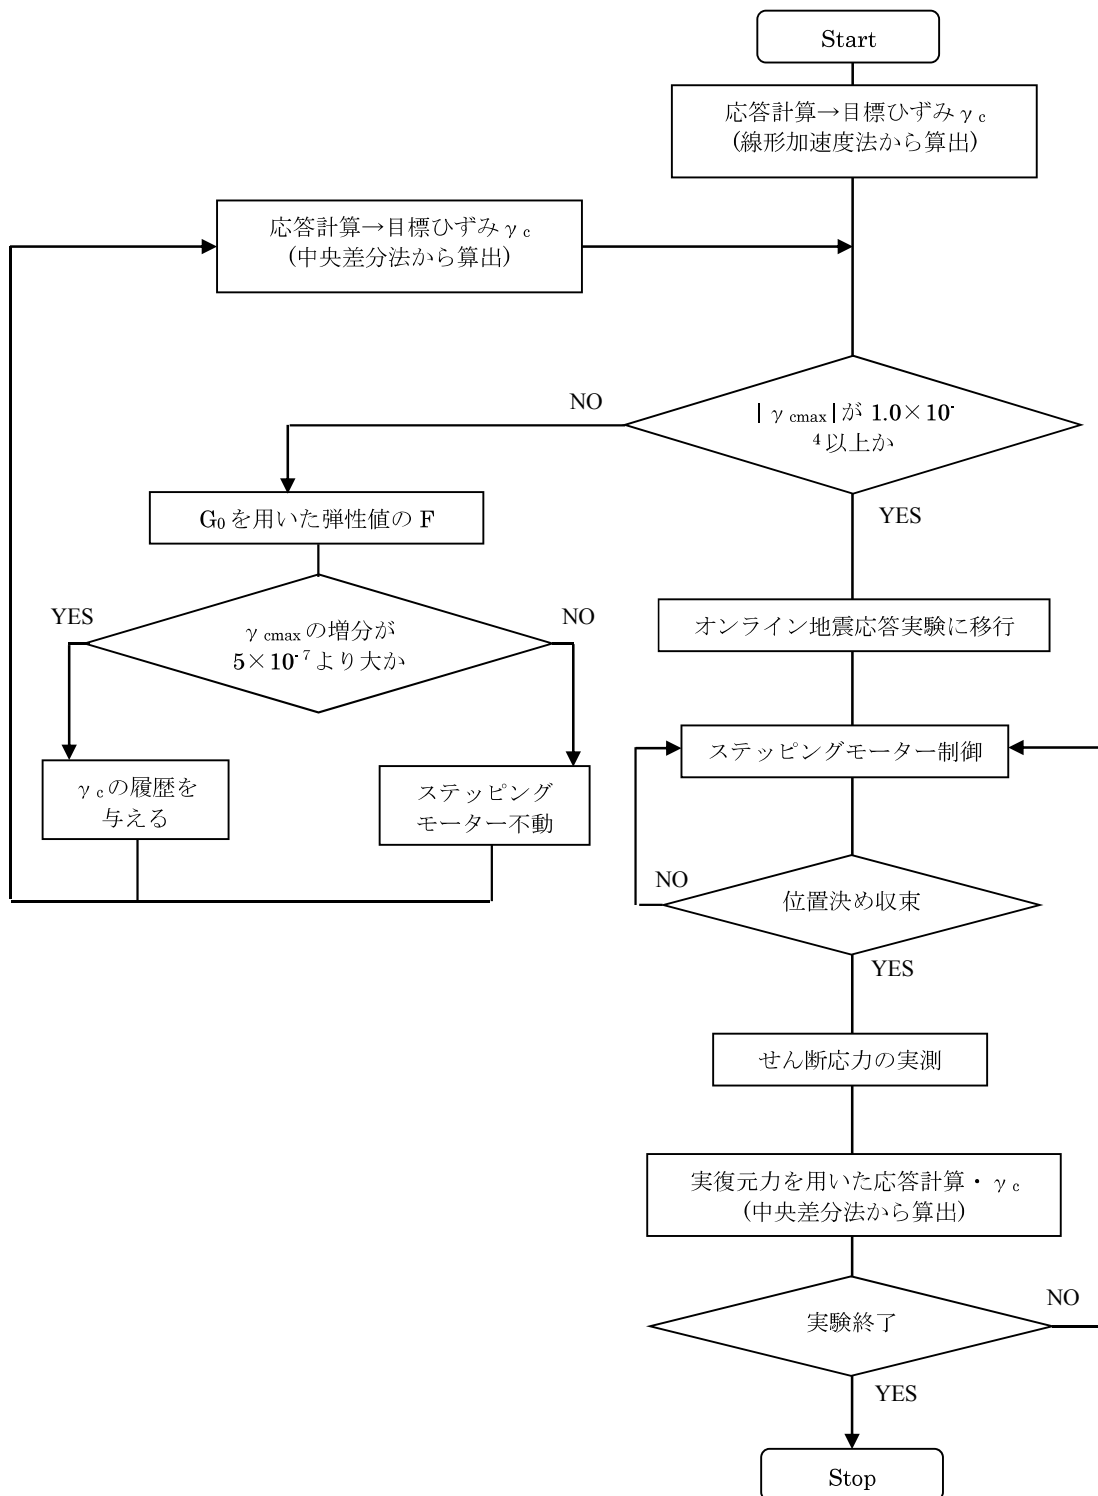 Start
応答計算→目標ひずみγc
(線形加速度法から算出)
応答計算→目標ひずみγc
(中央差分法から算出)
NO
|γcmax|が 1.0×10-
4以上か
YES
G0を用いた弾性値の F
YES
NO
γcmaxの増分が
5×10-7より大か
オンライン地震応答実験に移行
ステッピングモーター制御
γcの履歴を
与える
ステッピング
モーター不動
NO
位置決め収束
YES
せん断応力の実測
実復元力を用いた応答計算・γc
(中央差分法から算出)
NO
実験終了
YES
Stop